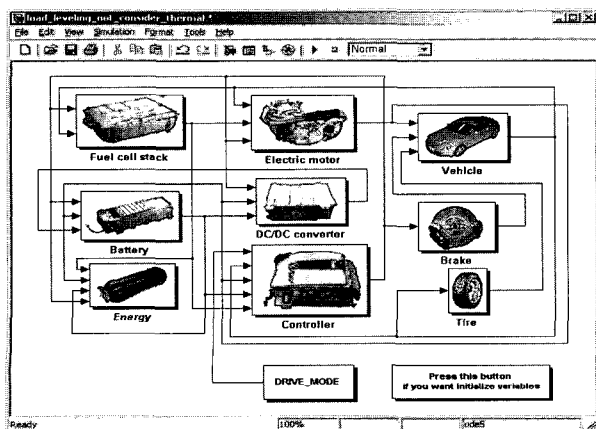 load_leveling_not_consider_thermal *
File Edit View Simulation Format Tools Help
Normal
Fuel cell stack
Electric motor
Vehicle
Battery
DC/DC converter
Brake
Energy
Controller
Tire
DRIVE_MODE
Press this button
if you want initialize variables
Ready
100%
ode5